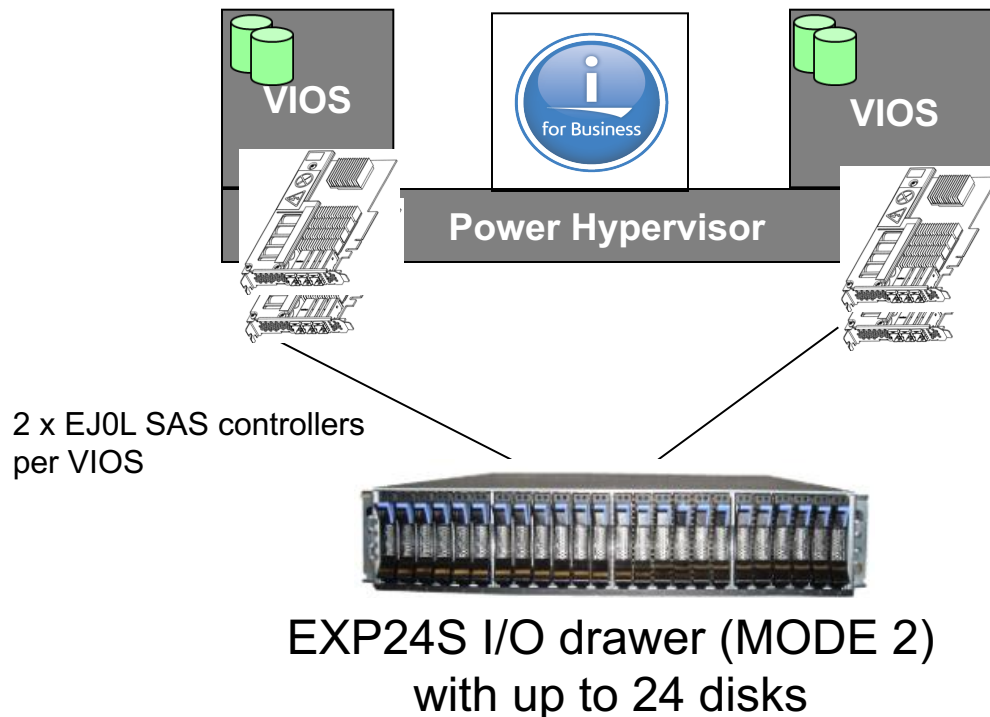 VIOS
i
for Business
VIOS
Power Hypervisor
2 x EJ0L SAS controllers
per VIOS
EXP24S I/O drawer (MODE 2)
with up to 24 disks